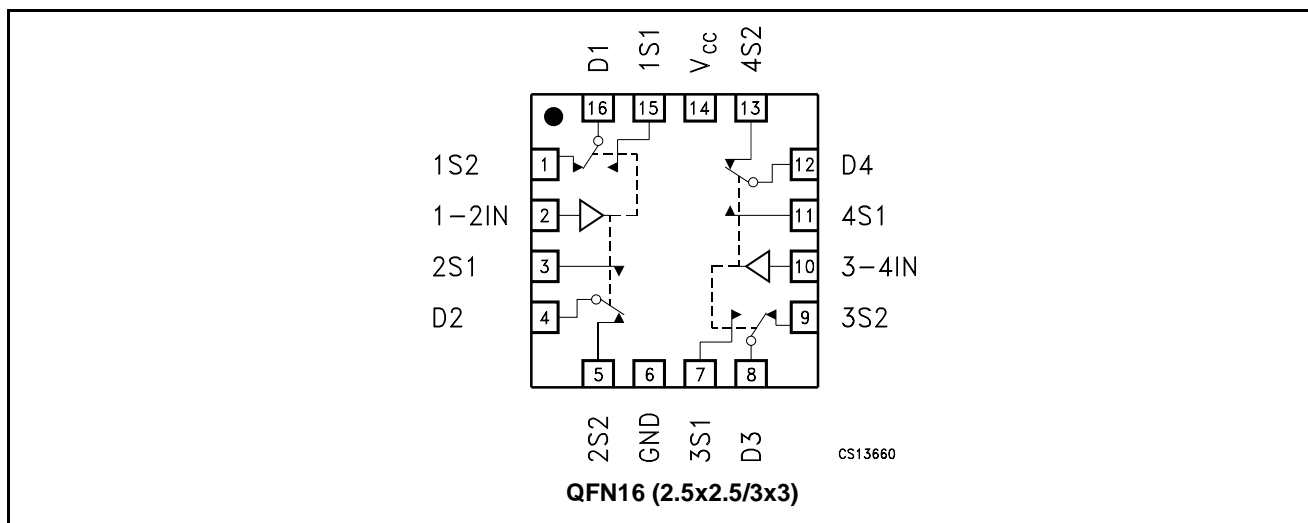 D1
1S1
VCC
4S2
16
15
14
13
1S2
1
12
D4
1-2IN
2
11
4S1
2S1
3
10
3-4IN
D2
4
9
3S2
5
6
7
8
2S2
GND
3S1
D3
CS13660
QFN16 (2.5x2.5/3x3)